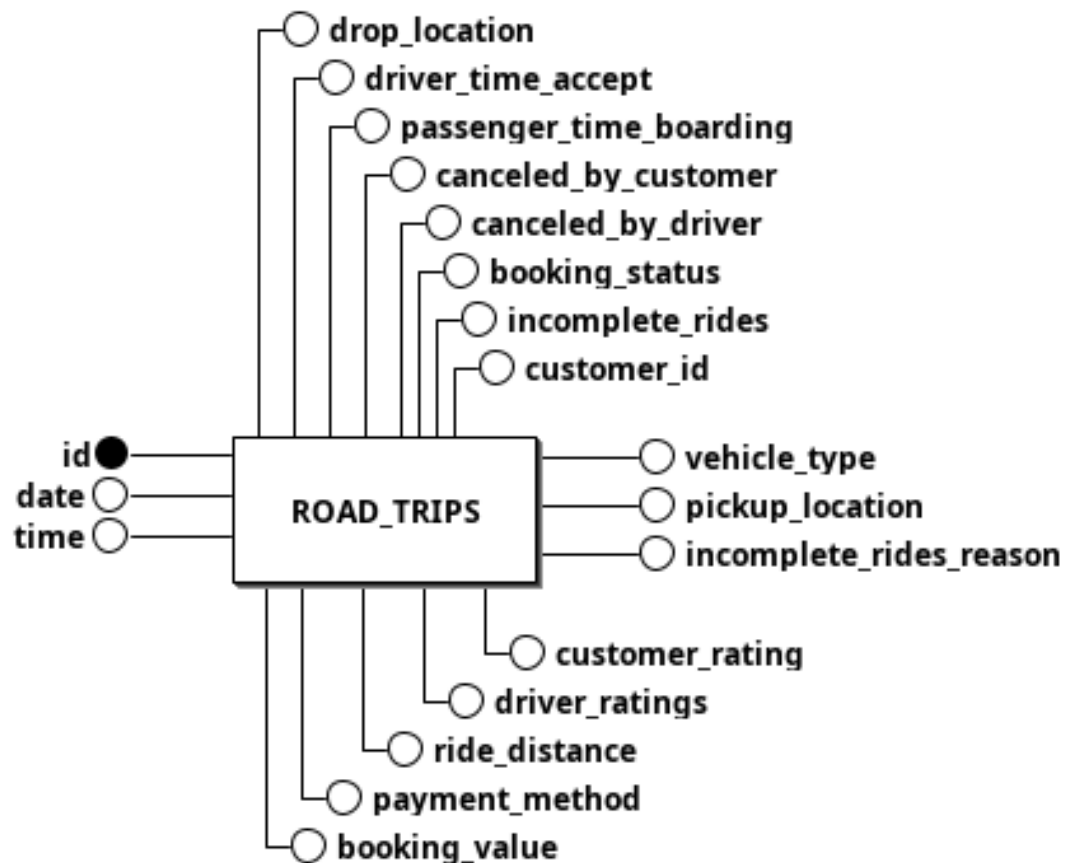 drop_location
driver_time_accept
passenger_time_boarding
canceled_by_customer
canceled_by_driver
booking_status
incomplete_rides
customer_id
id
date
time
ROAD_TRIPS
vehicle_type
pickup_location
incomplete_rides_reason
customer_rating
driver_ratings
ride_distance
payment_method
booking_value